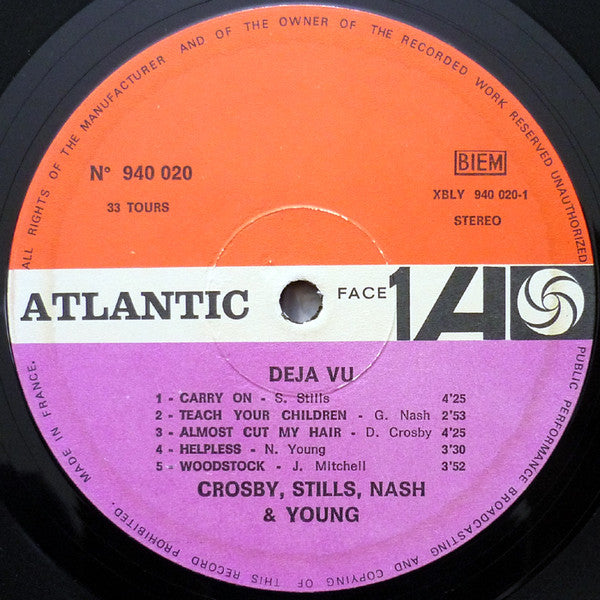 ALL RIGHTS OF THE MANUFACTURER AND OF THE OWNER OF THE RECORDED WORK RESERVED UNAUTHORIZED PUBLIC PERFORMANCE BROADCASTING AND COPYING OF THIS RECORD PROHIBITED. MADE IN FRANCE.
N° 940 020
33 TOURS
BIEM
XBLY 940 020-1
STEREO
ATLANTIC
FACE 1
A
DEJA VU
1 - CARRY ON - S. Stills 4'25
2 - TEACH YOUR CHILDREN - G. Nash 2'53
3 - ALMOST CUT MY HAIR - D. Crosby 4'25
4 - HELPLESS - N. Young 3'30
5 - WOODSTOCK - J. Mitchell 3'52
CROSBY, STILLS, NASH
& YOUNG